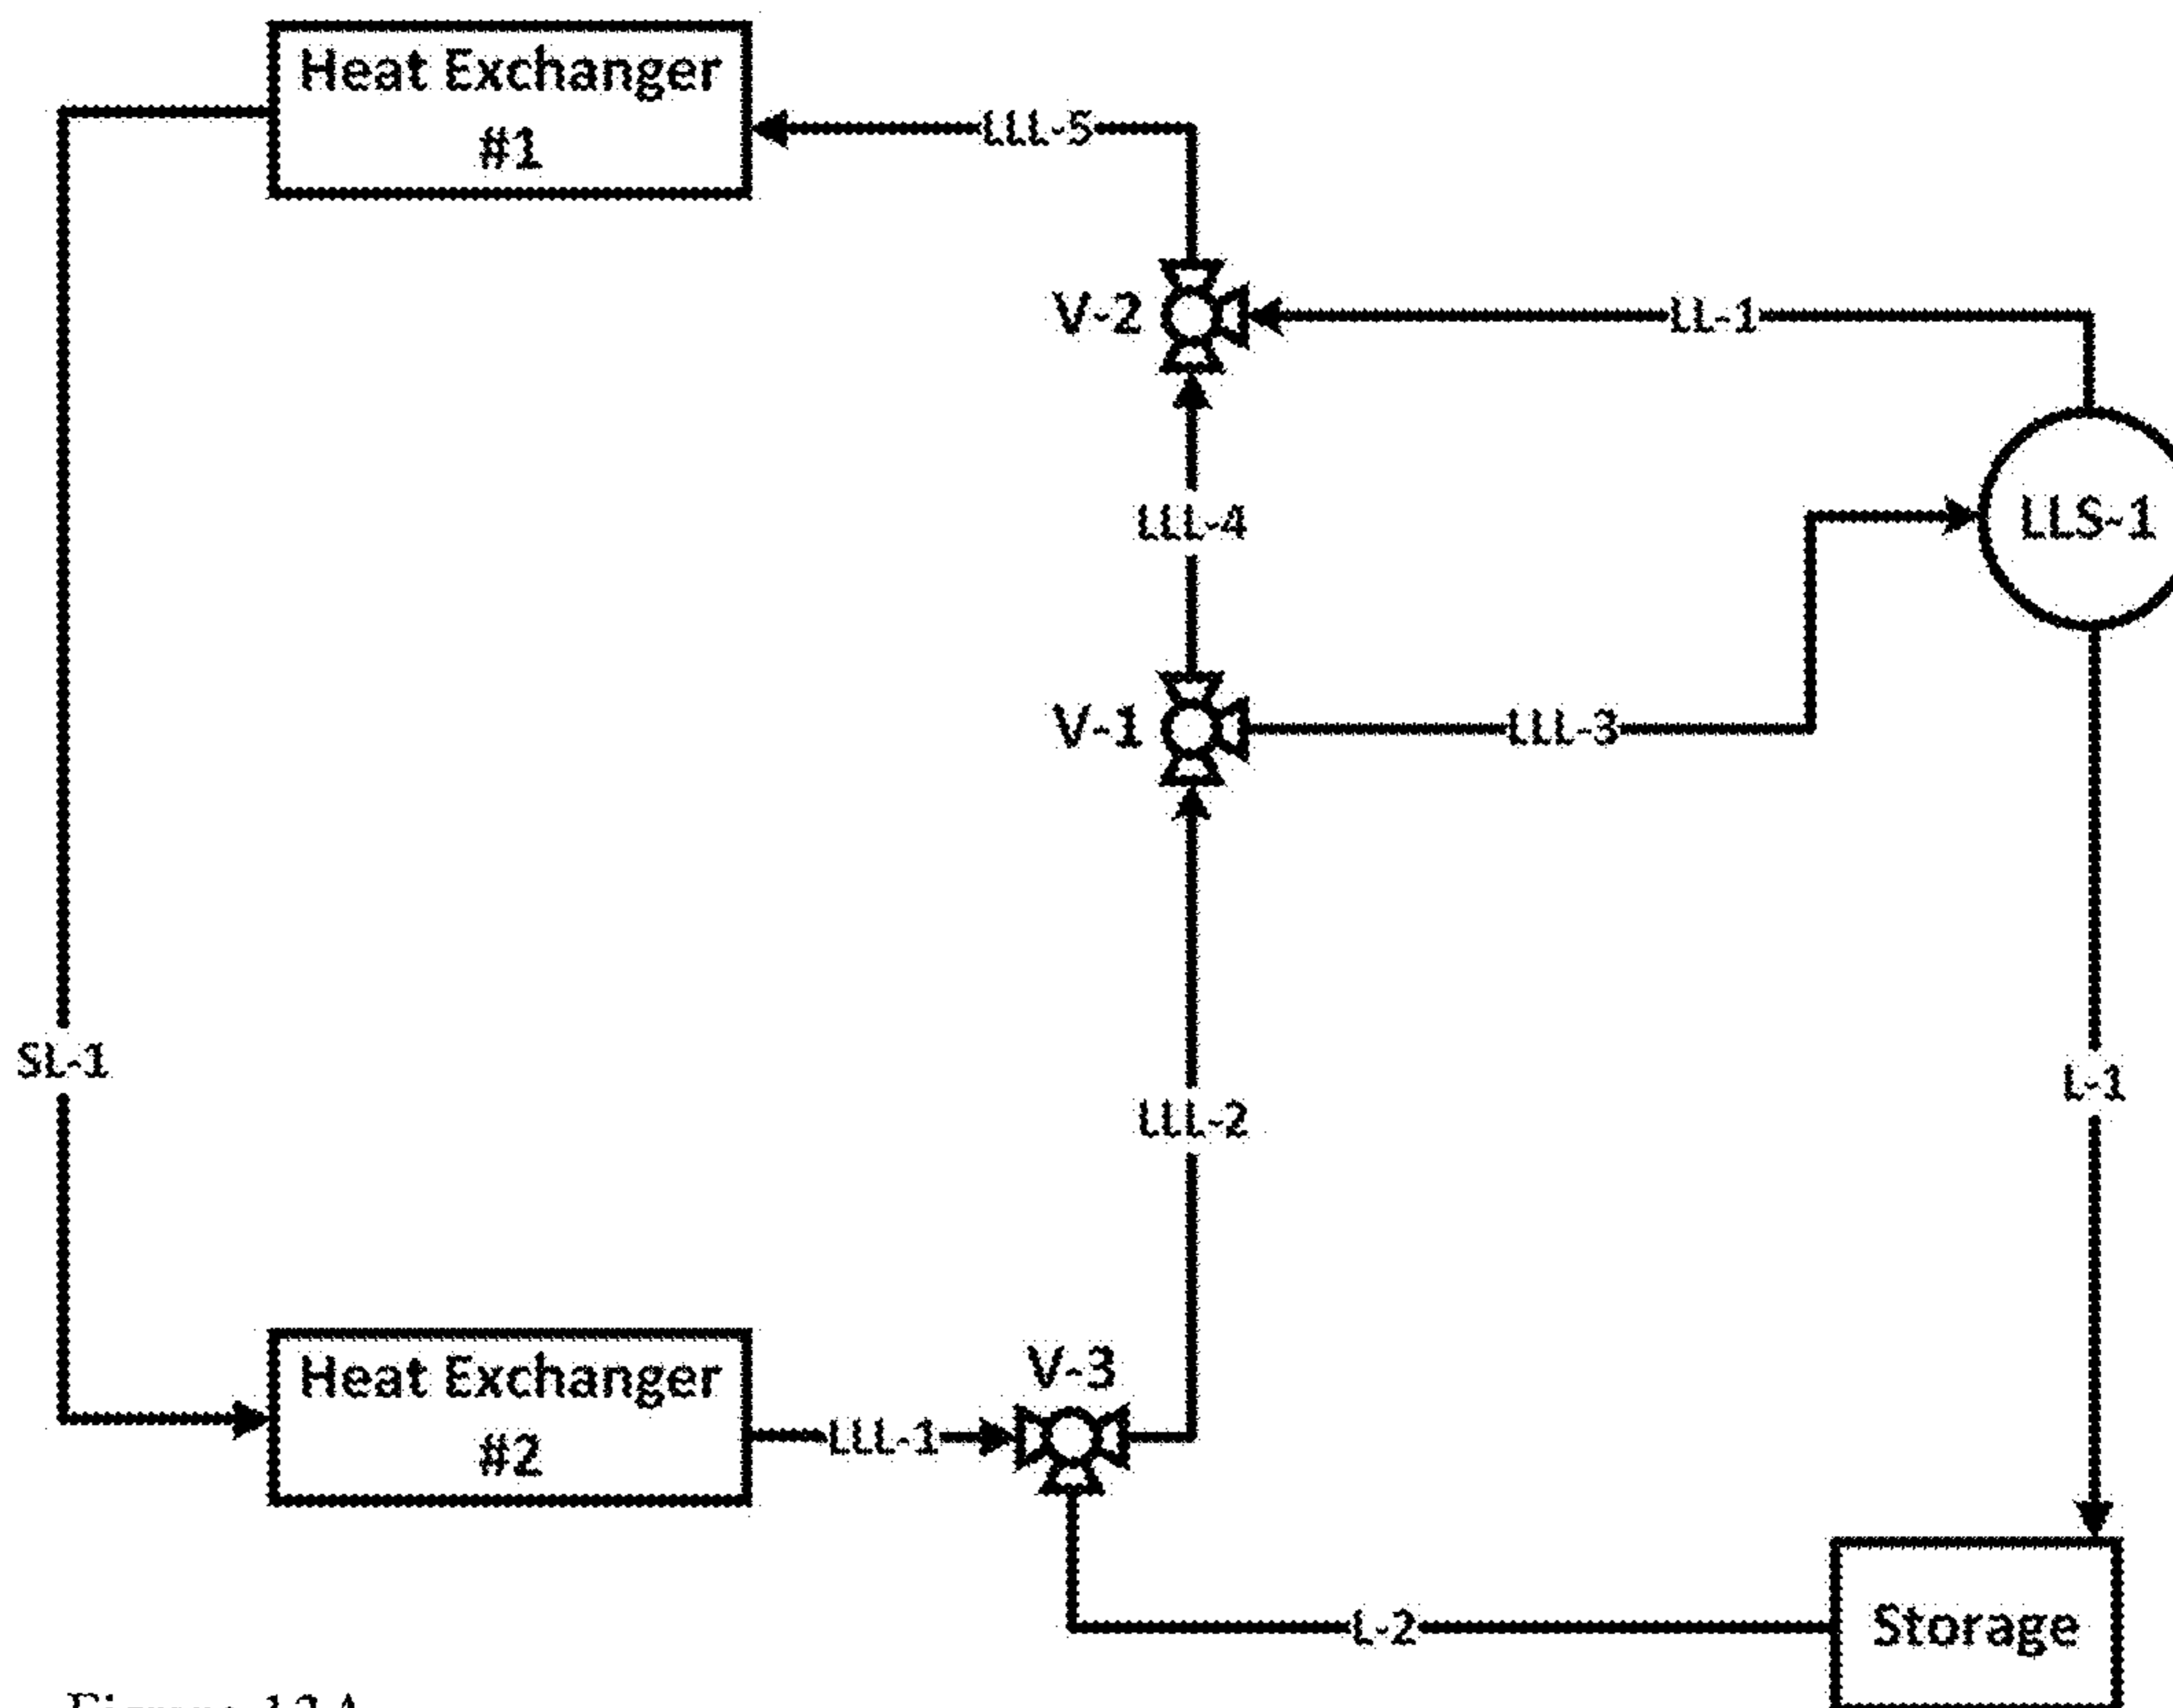 Heat Exchanger
#1
LLL-5
V-2
LL-1
LLS-1
LLL-4
V-1
LLL-3
SL-1
L-1
LLL-2
Heat Exchanger
#2
V-3
LLL-1
L-2
Storage